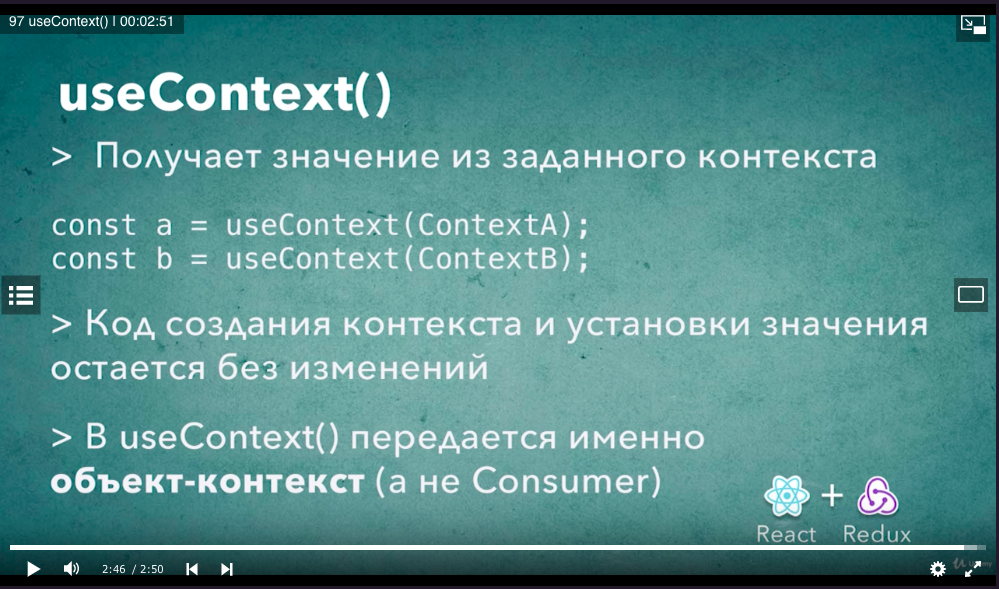 97 useContext() | 00:02:51
useContext()
> Получает значение из заданного контекста
const a = useContext(ContextA);
const b = useContext(ContextB);
> Код создания контекста и установки значения
остается без изменений
> В useContext() передается именно
объект-контекст (а не Consumer)
+
React Redux
2:46 / 2:50